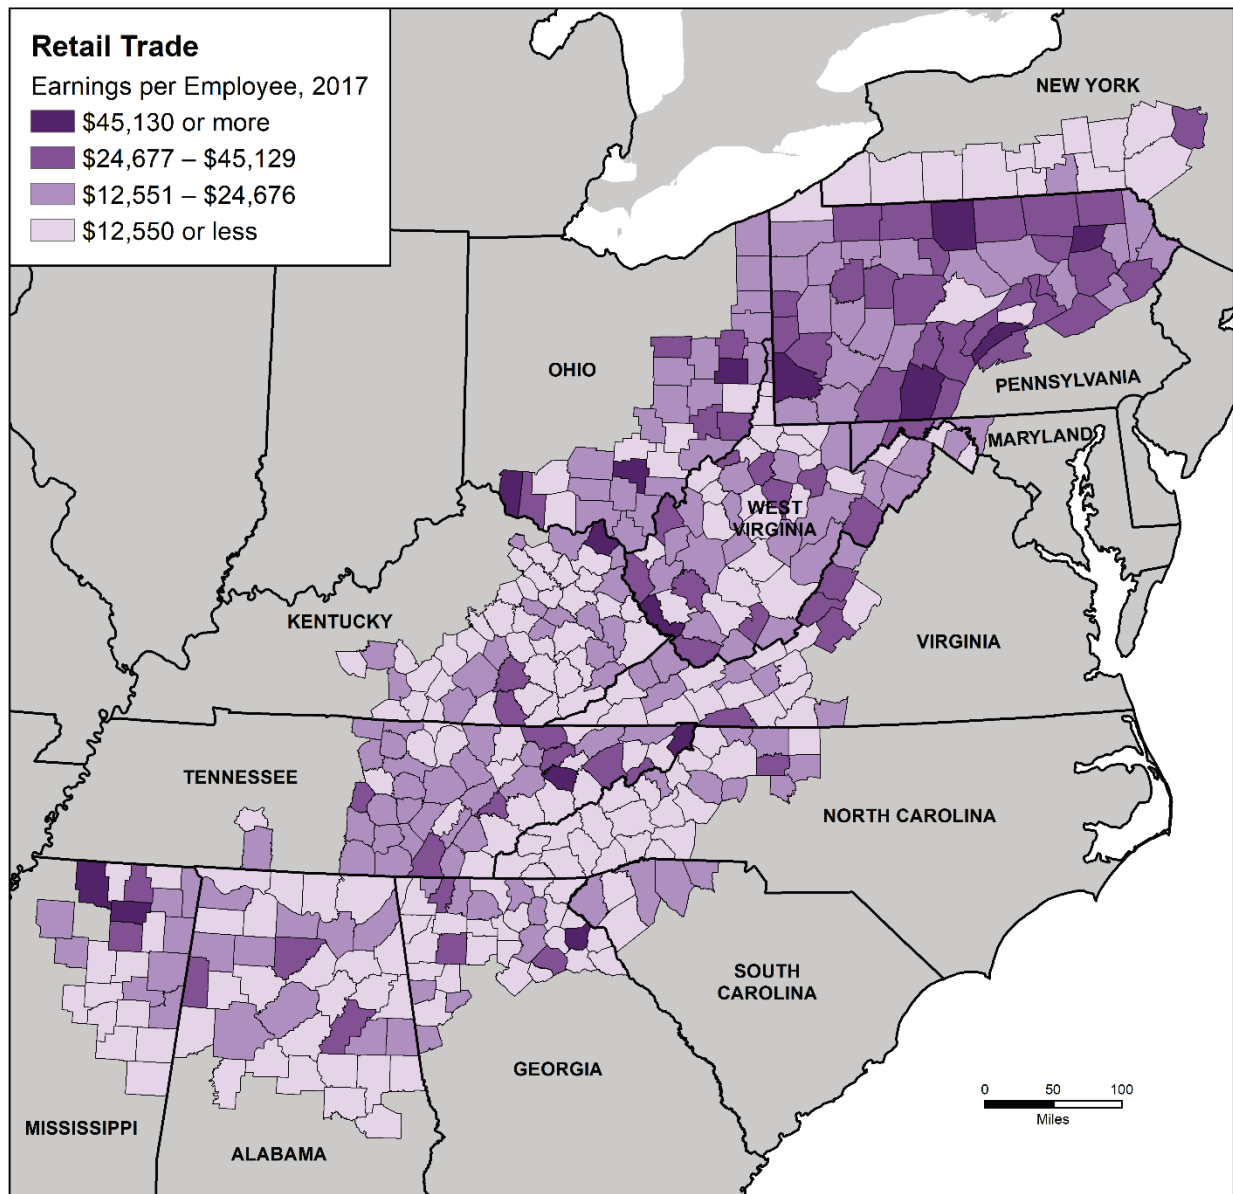 Retail Trade
Earnings per Employee, 2017
$45,130 or more
$24,677 – $45,129
$12,551 – $24,676
$12,550 or less
NEW YORK
OHIO
PENNSYLVANIA
MARYLAND
WEST
VIRGINIA
KENTUCKY
VIRGINIA
TENNESSEE
NORTH CAROLINA
SOUTH
CAROLINA
GEORGIA
MISSISSIPPI
ALABAMA
0 50 100
Miles